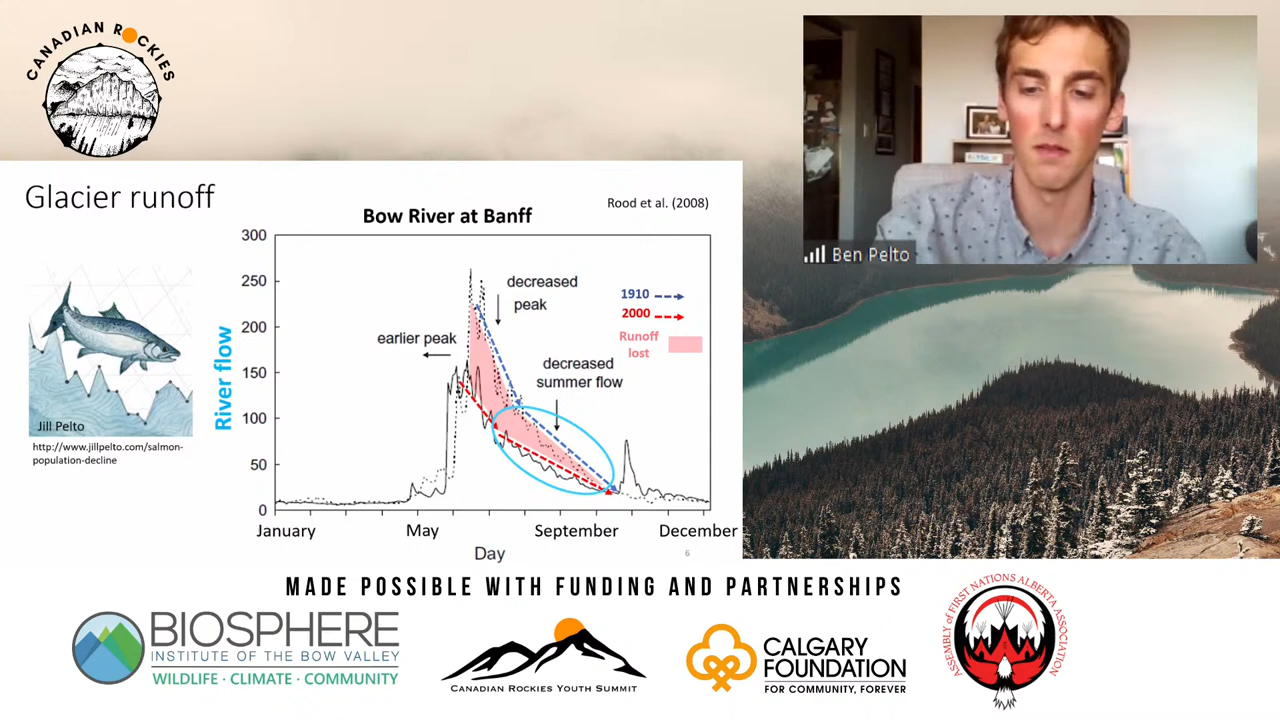 CANADIAN ROCKIES
Ben Pelto
Glacier runoff
Rood et al. (2008)
Bow River at Banff
300
250
200
150
100
50
0
River flow
decreased
peak
earlier peak
decreased
summer flow
1910
2000
Runoff
lost
January
May
September
December
Day
6
Jill Pelto
http://www.jillpelto.com/salmon-
population-decline
MADE POSSIBLE WITH FUNDING AND PARTNERSHIPS
BIOSPHERE
INSTITUTE OF THE BOW VALLEY
WILDLIFE · CLIMATE · COMMUNITY
CANADIAN ROCKIES YOUTH SUMMIT
CALGARY
FOUNDATION
FOR COMMUNITY, FOREVER
ASSEMBLY of FIRST NATIONS ALBERTA ASSOCIATION